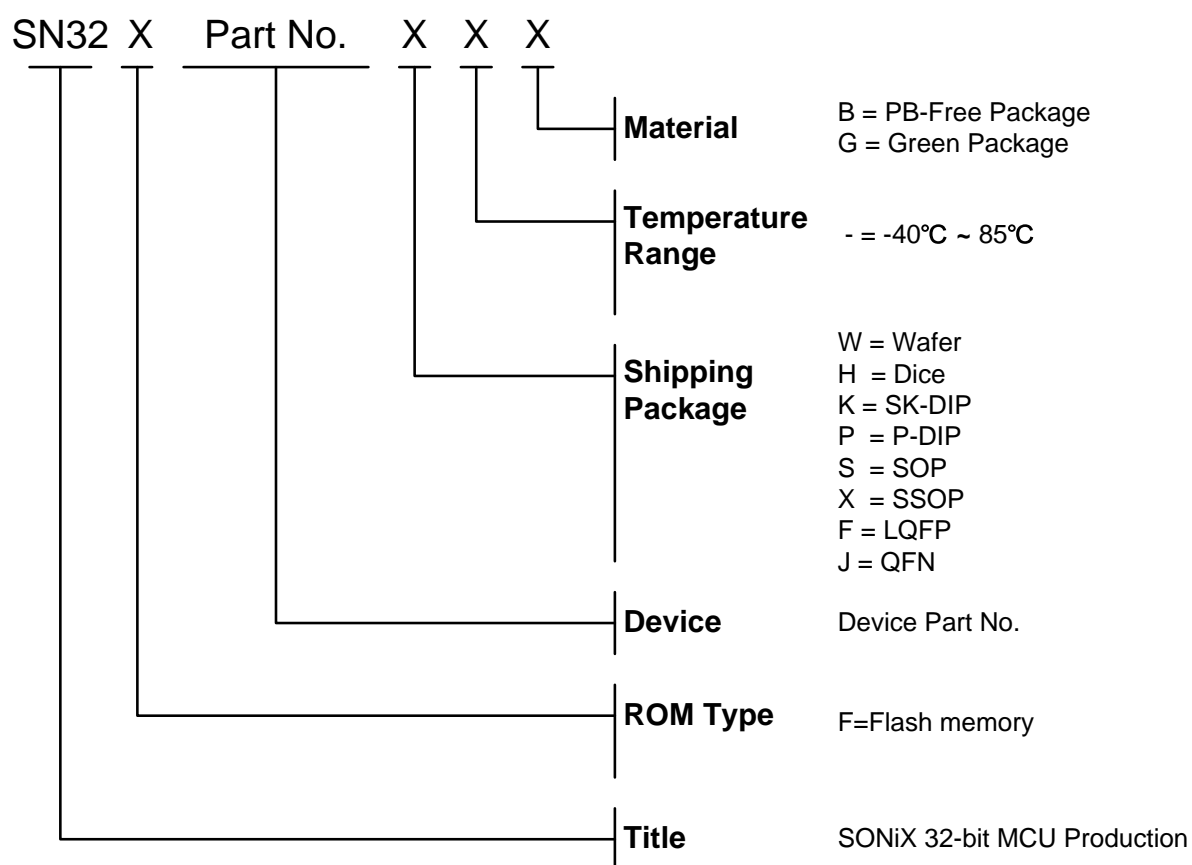 SN32 X Part No. X X X
Material
B = PB-Free Package
G = Green Package
Temperature
Range
- = -40℃ ~ 85℃
Shipping
Package
W = Wafer
H = Dice
K = SK-DIP
P = P-DIP
S = SOP
X = SSOP
F = LQFP
J = QFN
Device
Device Part No.
ROM Type
F=Flash memory
Title
SONiX 32-bit MCU Production